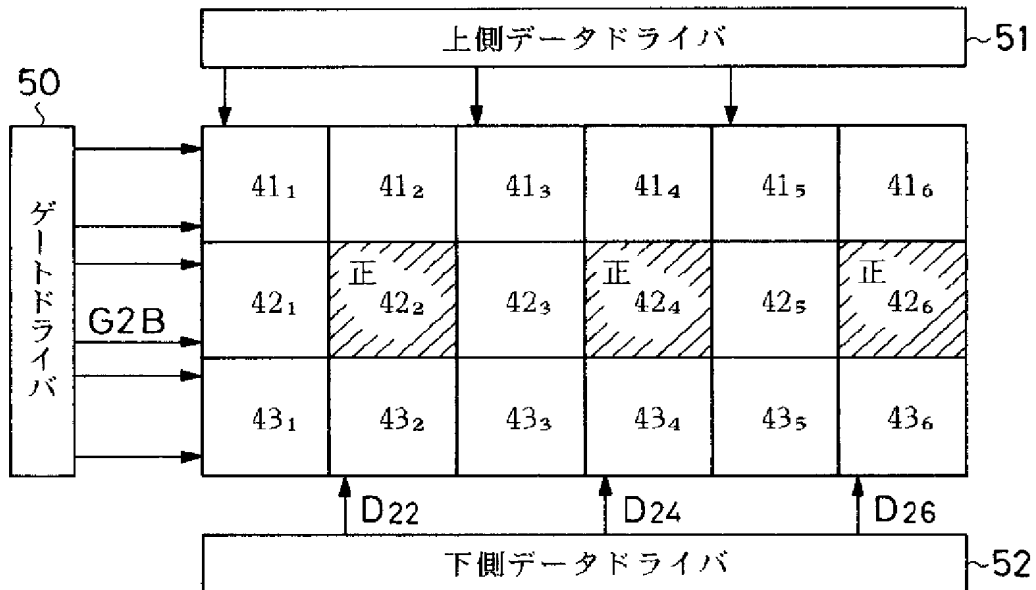 上側データドライバ 51
50
ゲートドライバ
41₁ 41₂ 41₃ 41₄ 41₅ 41₆
正 正 正
42₁ 42₂ 42₃ 42₄ 42₅ 42₆
G2B
43₁ 43₂ 43₃ 43₄ 43₅ 43₆
D22 D24 D26
下側データドライバ 52